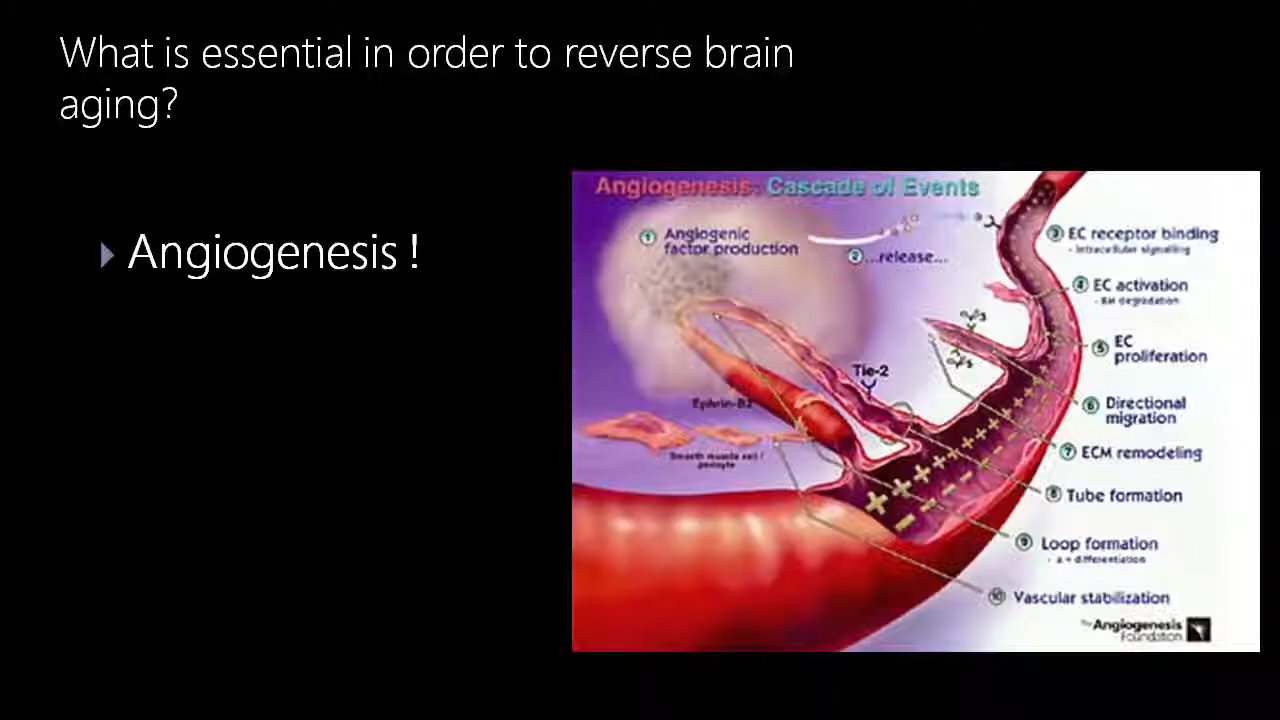 What is essential in order to reverse brain
aging?
Angiogenesis !
Angiogenesis: Cascade of Events
1 Angiogenic
factor production
2 ...release...
3 EC receptor binding
- Intracellular signalling
4 EC activation
- BM degradation
5 EC
proliferation
Tie-2
Ephrin-B2
6 Directional
migration
Smooth muscle cell /
pericyte
7 ECM remodeling
8 Tube formation
9 Loop formation
- a + differentiation
10 Vascular stabilization
The Angiogenesis
Foundation